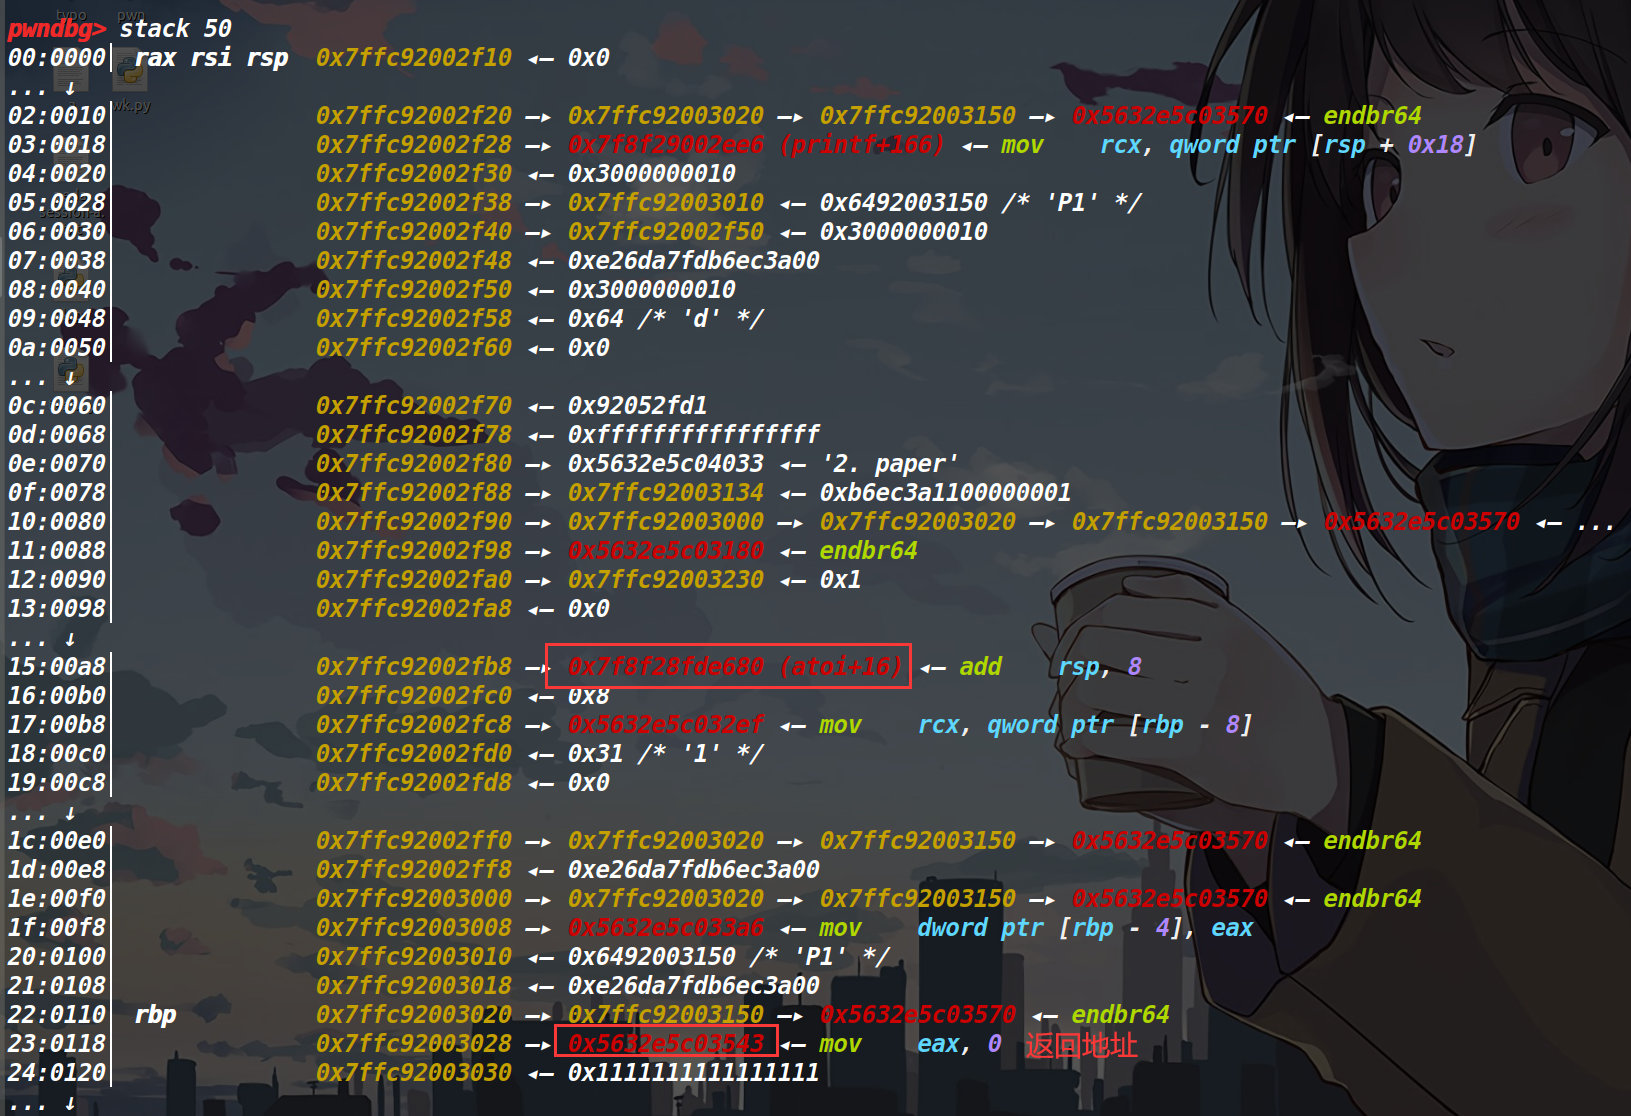 typo pwn
pwndbg> stack 50
00:0000│ rax rsi rsp 0x7ffc92002f10 ◂— 0x0
... ↓
wk.py
02:0010│ 0x7ffc92002f20 —▸ 0x7ffc92003020 —▸ 0x7ffc92003150 —▸ 0x5632e5c03570 ◂— endbr64
03:0018│ 0x7ffc92002f28 —▸ 0x7f8f29002ee6 (printf+166) ◂— mov rcx, qword ptr [rsp + 0x18]
04:0020│ 0x7ffc92002f30 ◂— 0x3000000010
05:0028│ 0x7ffc92002f38 —▸ 0x7ffc92003010 ◂— 0x6492003150 /* 'P1' */
06:0030│ 0x7ffc92002f40 —▸ 0x7ffc92002f50 ◂— 0x3000000010
07:0038│ 0x7ffc92002f48 ◂— 0xe26da7fdb6ec3a00
08:0040│ 0x7ffc92002f50 ◂— 0x3000000010
09:0048│ 0x7ffc92002f58 ◂— 0x64 /* 'd' */
0a:0050│ 0x7ffc92002f60 ◂— 0x0
... ↓
0c:0060│ 0x7ffc92002f70 ◂— 0x92052fd1
0d:0068│ 0x7ffc92002f78 ◂— 0xffffffffffffffff
0e:0070│ 0x7ffc92002f80 —▸ 0x5632e5c04033 ◂— '2. paper'
0f:0078│ 0x7ffc92002f88 —▸ 0x7ffc92003134 ◂— 0xb6ec3a1100000001
10:0080│ 0x7ffc92002f90 —▸ 0x7ffc92003000 —▸ 0x7ffc92003020 —▸ 0x7ffc92003150 —▸ 0x5632e5c03570 ◂— ...
11:0088│ 0x7ffc92002f98 —▸ 0x5632e5c03180 ◂— endbr64
12:0090│ 0x7ffc92002fa0 —▸ 0x7ffc92003230 ◂— 0x1
13:0098│ 0x7ffc92002fa8 ◂— 0x0
... ↓
15:00a8│ 0x7ffc92002fb8 —▸ 0x7f8f28fde680 (atoi+16) ◂— add rsp, 8
16:00b0│ 0x7ffc92002fc0 ◂— 0x8
17:00b8│ 0x7ffc92002fc8 —▸ 0x5632e5c032ef ◂— mov rcx, qword ptr [rbp - 8]
18:00c0│ 0x7ffc92002fd0 ◂— 0x31 /* '1' */
19:00c8│ 0x7ffc92002fd8 ◂— 0x0
... ↓
1c:00e0│ 0x7ffc92002ff0 —▸ 0x7ffc92003020 —▸ 0x7ffc92003150 —▸ 0x5632e5c03570 ◂— endbr64
1d:00e8│ 0x7ffc92002ff8 ◂— 0xe26da7fdb6ec3a00
1e:00f0│ 0x7ffc92003000 —▸ 0x7ffc92003020 —▸ 0x7ffc92003150 —▸ 0x5632e5c03570 ◂— endbr64
1f:00f8│ 0x7ffc92003008 —▸ 0x5632e5c033a6 ◂— mov dword ptr [rbp - 4], eax
20:0100│ 0x7ffc92003010 ◂— 0x6492003150 /* 'P1' */
21:0108│ 0x7ffc92003018 ◂— 0xe26da7fdb6ec3a00
22:0110│ rbp 0x7ffc92003020 —▸ 0x7ffc92003150 —▸ 0x5632e5c03570 ◂— endbr64
23:0118│ 0x7ffc92003028 —▸ 0x5632e5c03543 ◂— mov eax, 0 返回地址
24:0120│ 0x7ffc92003030 ◂— 0x1111111111111111
... ↓